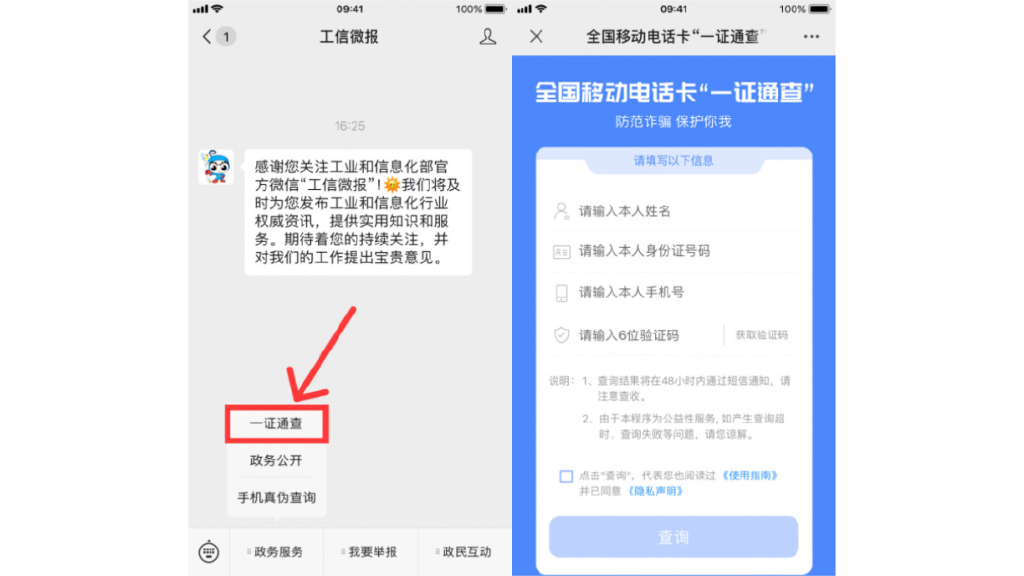 09:41
100%
1
工信微报
16:25
感谢您关注工业和信息化部官
方微信“工信微报”!🌞我们将及
时为您发布工业和信息化行业
权威资讯，提供实用知识和服
务。期待着您的持续关注，并
对我们的工作提出宝贵意见。
一证通查
政务公开
手机真伪查询
政务服务
我要举报
政民互动
09:41
100%
全国移动电话卡“一证通查”
全国移动电话卡“一证通查”
防范诈骗 保护你我
请填写以下信息
请输入本人姓名
请输入本人身份证号码
请输入本人手机号
请输入6位验证码
获取验证码
说明：1、查询结果将在48小时内通过短信通知，请
注意查收。
2、由于本程序为公益性服务, 如产生查询超
时、查询失败等问题，请您谅解。
点击“查询”，代表您也阅读过《使用指南》
并已同意《隐私声明》
查询